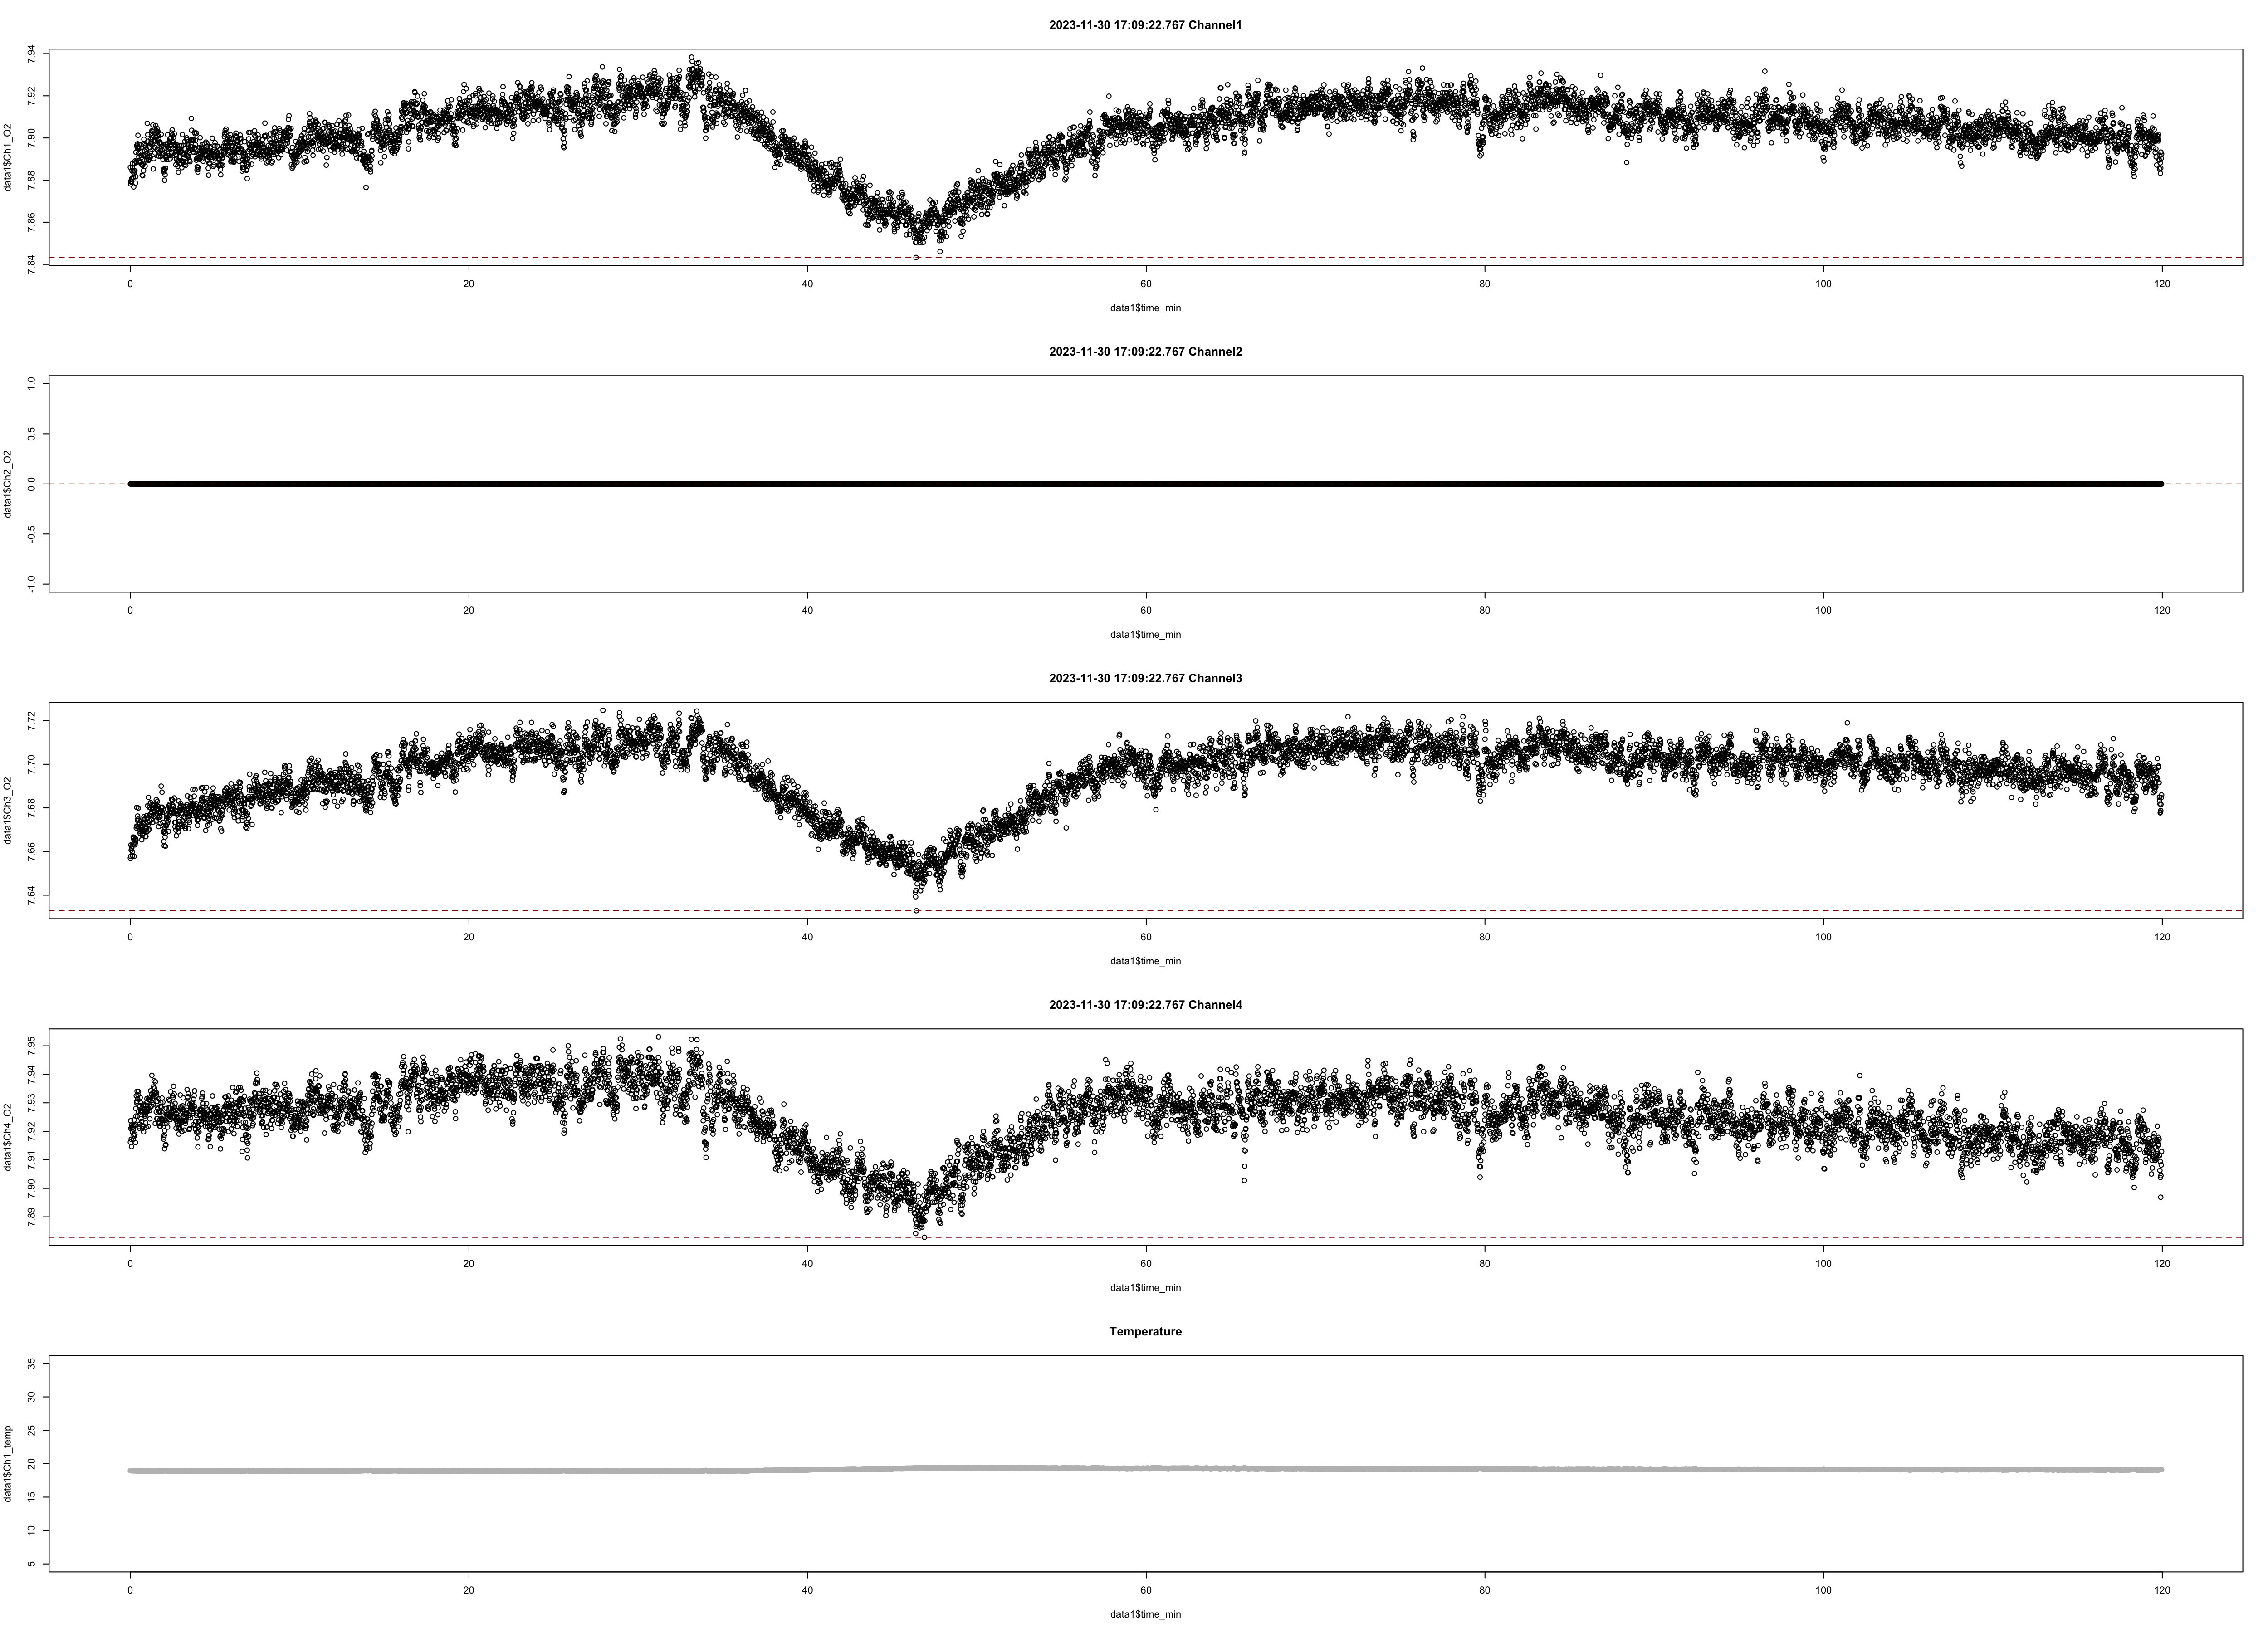 2023-11-30 17:09:22.767 Channel1
data1$Ch1_O2
7.84 7.86 7.88 7.90 7.92 7.94
0 20 40 60 80 100 120
data1$time_min
2023-11-30 17:09:22.767 Channel2
data1$Ch2_O2
-1.0 -0.5 0.0 0.5 1.0
0 20 40 60 80 100 120
data1$time_min
2023-11-30 17:09:22.767 Channel3
data1$Ch3_O2
7.64 7.66 7.68 7.70 7.72
0 20 40 60 80 100 120
data1$time_min
2023-11-30 17:09:22.767 Channel4
data1$Ch4_O2
7.89 7.90 7.91 7.92 7.93 7.94 7.95
0 20 40 60 80 100 120
data1$time_min
Temperature
data1$Ch1_temp
5 10 15 20 25 30 35
0 20 40 60 80 100 120
data1$time_min